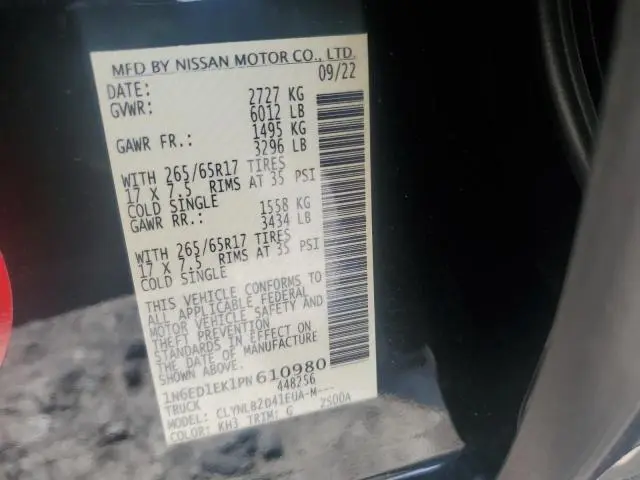 MFD BY NISSAN MOTOR CO., LTD.
DATE: 09/22
GVWR: 2727 KG
6012 LB
GAWR FR.: 1495 KG
3296 LB
WITH 265/65R17 TIRES
17 X 7.5 RIMS AT 35 PSI
COLD SINGLE
GAWR RR.: 1558 KG
3434 LB
WITH 265/65R17 TIRES
17 X 7.5 RIMS AT 35 PSI
COLD SINGLE
THIS VEHICLE CONFORMS TO
ALL APPLICABLE FEDERAL
MOTOR VEHICLE SAFETY AND
THEFT PREVENTION
STANDARDS IN EFFECT ON
THE DATE OF MANUFACTURE
SHOWN ABOVE.
1N6ED1EK1PN610980
TRUCK 448256
MODEL: CLYNLB2D41EUA-M---
COLOR: KH3 TRIM: G 2500A